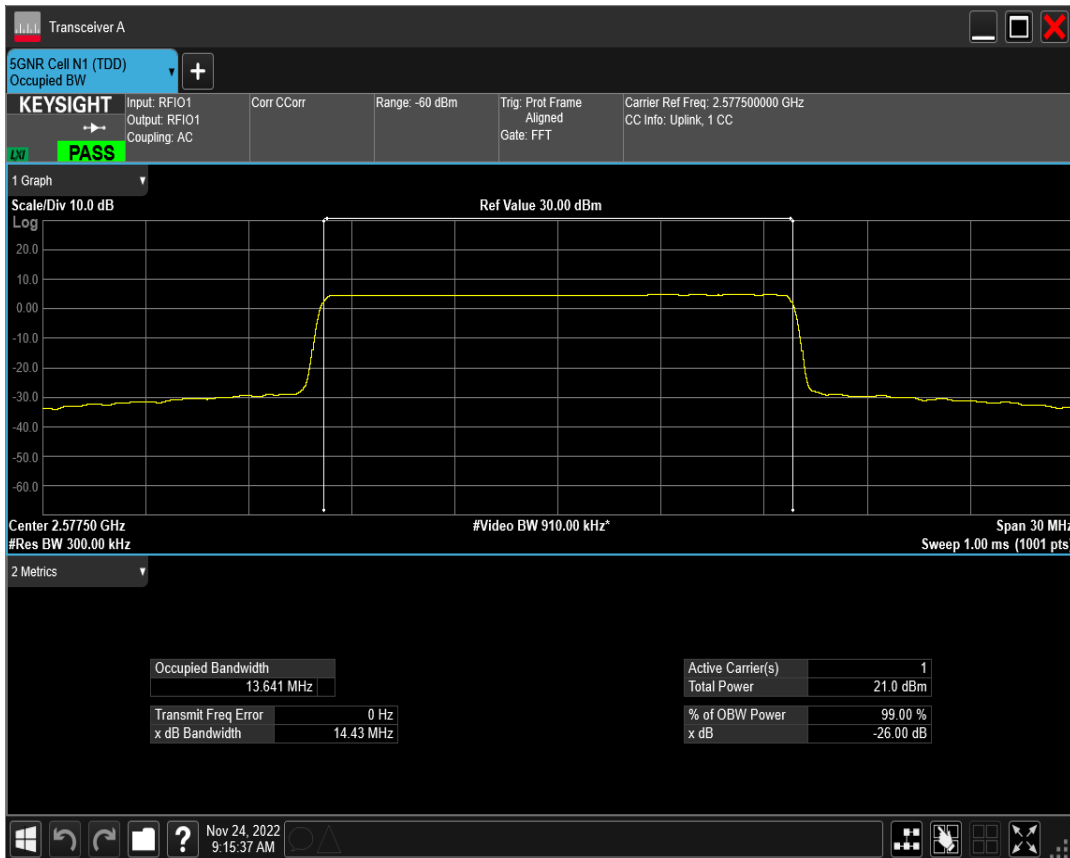 Transceiver A
5GNR Cell N1 (TDD)
Occupied BW
+
KEYSIGHT
LXI
PASS
Input: RFIO1
Output: RFIO1
Coupling: AC
Corr CCorr
Range: -60 dBm
Trig: Prot Frame
Aligned
Gate: FFT
Carrier Ref Freq: 2.577500000 GHz
CC Info: Uplink, 1 CC
1 Graph
Scale/Div 10.0 dB
Ref Value 30.00 dBm
Log
20.0
10.0
0.00
-10.0
-20.0
-30.0
-40.0
-50.0
-60.0
Center 2.57750 GHz
#Video BW 910.00 kHz*
Span 30 MHz
#Res BW 300.00 kHz
Sweep 1.00 ms (1001 pts)
2 Metrics
Occupied Bandwidth
13.641 MHz
Transmit Freq Error 0 Hz
x dB Bandwidth 14.43 MHz
Active Carrier(s) 1
Total Power 21.0 dBm
% of OBW Power 99.00 %
x dB -26.00 dB
?
Nov 24, 2022
9:15:37 AM